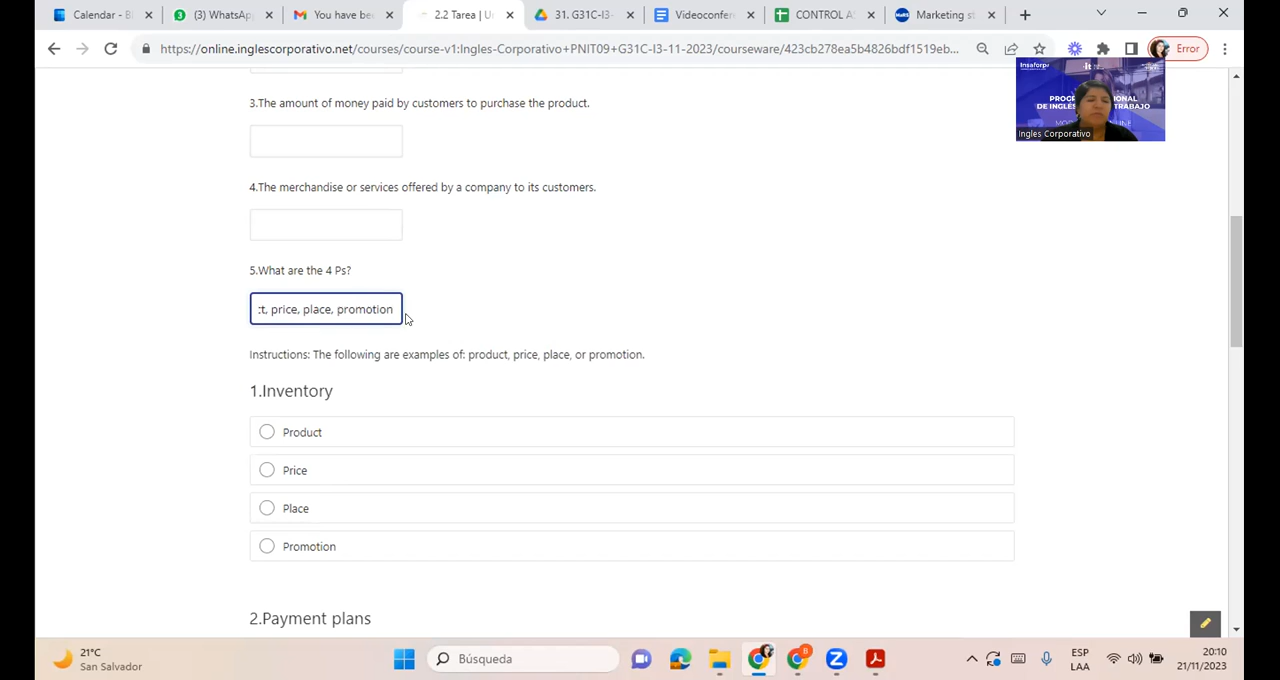 Calendar - B
(3) WhatsAp
You have be
2.2 Tarea | U
31. G31C-I3-
Videoconfer
CONTROL A
Marketing st
https://online.inglescorporativo.net/courses/course-v1:Ingles-Corporativo+PNIT09+G31C-I3-11-2023/courseware/423cb278ea5b4826bdf1519eb...
Error
Insaforp
DE INGLÉS
TRABAJO
Ingles Corporativo
3.The amount of money paid by customers to purchase the product.
4.The merchandise or services offered by a company to its customers.
5.What are the 4 Ps?
:t, price, place, promotion
Instructions: The following are examples of: product, price, place, or promotion.
1.Inventory
Product
Price
Place
Promotion
2.Payment plans
21°C
San Salvador
Búsqueda
ESP
LAA
20:10
21/11/2023